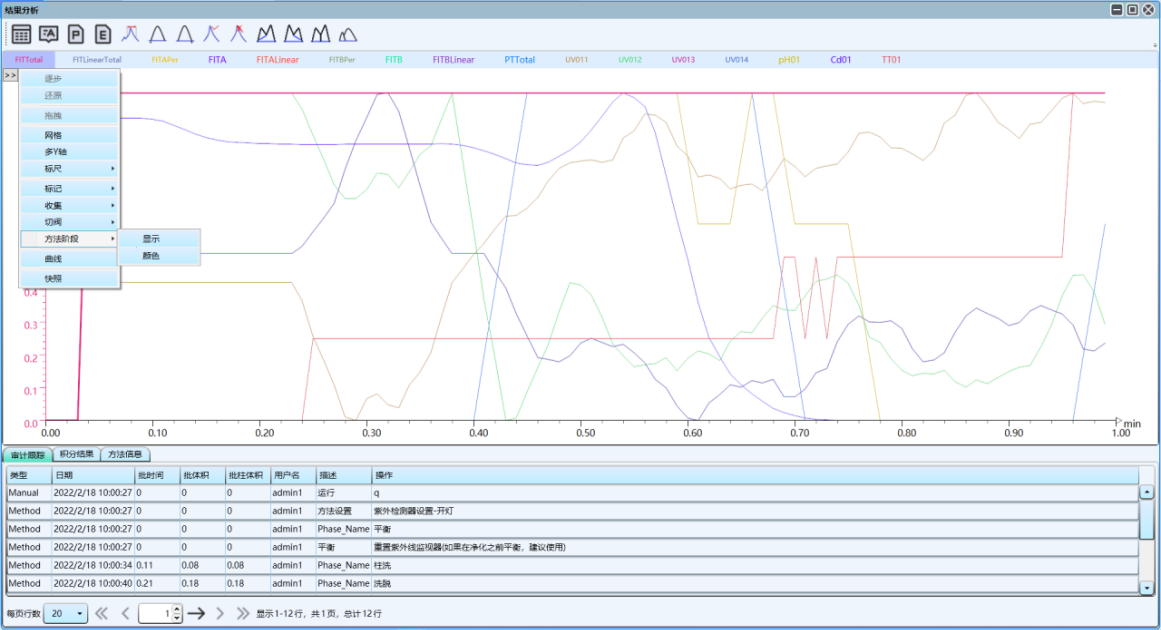 结果分析
A P E
FITTotal FITLinearTotal FITAPer FITA FITALinear FITBPer FITB FITBLinear PTTotal UV011 UV012 UV013 UV014 pH01 Cd01 TT01
>>
逐步
还原
拖拽
网格
多Y轴
标尺
标记
收集
切阀
方法阶段
显示
颜色
曲线
快照
0.4
0.3
0.2
0.1
0.0
0.00 0.10 0.20 0.30 0.40 0.50 0.60 0.70 0.80 0.90 1.00 min
审计跟踪 积分结果 方法信息
类型 日期 批时间 批体积 批柱体积 用户名 描述 操作
Manual 2022/2/18 10:00:27 0 0 0 admin1 运行 q
Method 2022/2/18 10:00:27 0 0 0 admin1 方法设置 紫外检测器设置-开灯
Method 2022/2/18 10:00:27 0 0 0 admin1 Phase_Name 平衡
Method 2022/2/18 10:00:27 0 0 0 admin1 平衡 重置紫外线监视器(如果在净化之前平衡，建议使用)
Method 2022/2/18 10:00:34 0.11 0.08 0.08 admin1 Phase_Name 柱洗
Method 2022/2/18 10:00:40 0.21 0.18 0.18 admin1 Phase_Name 洗脱
每页行数 20 1 显示1-12行，共1页，总计12行